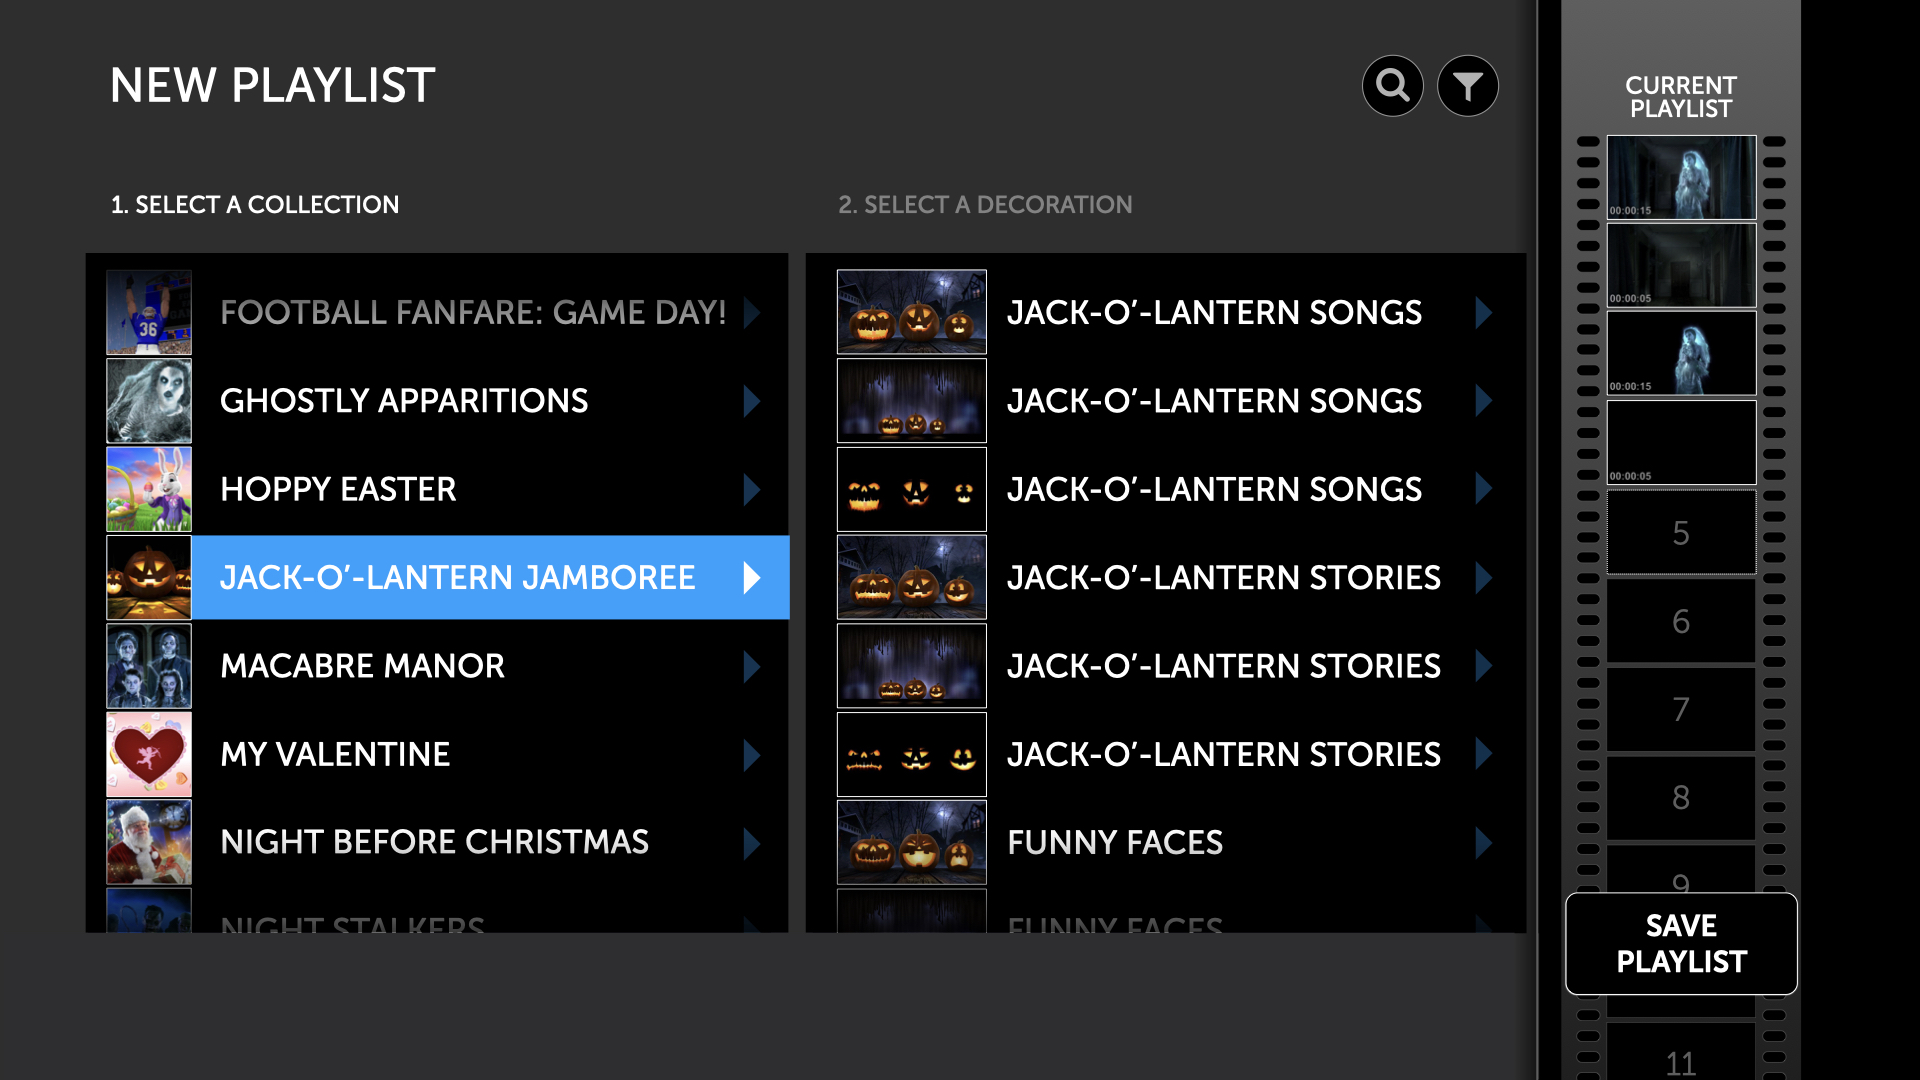 NEW PLAYLIST
1. SELECT A COLLECTION
FOOTBALL FANFARE: GAME DAY!
36
GHOSTLY APPARITIONS
HOPPY EASTER
JACK-O’-LANTERN JAMBOREE
MACABRE MANOR
MY VALENTINE
NIGHT BEFORE CHRISTMAS
NIGHT STALKERS
2. SELECT A DECORATION
JACK-O’-LANTERN SONGS
JACK-O’-LANTERN SONGS
JACK-O’-LANTERN SONGS
JACK-O’-LANTERN STORIES
JACK-O’-LANTERN STORIES
JACK-O’-LANTERN STORIES
FUNNY FACES
FUNNY FACES
CURRENT
PLAYLIST
00:00:15
00:00:05
00:00:15
00:00:05
5
6
7
8
9
SAVE
PLAYLIST
11